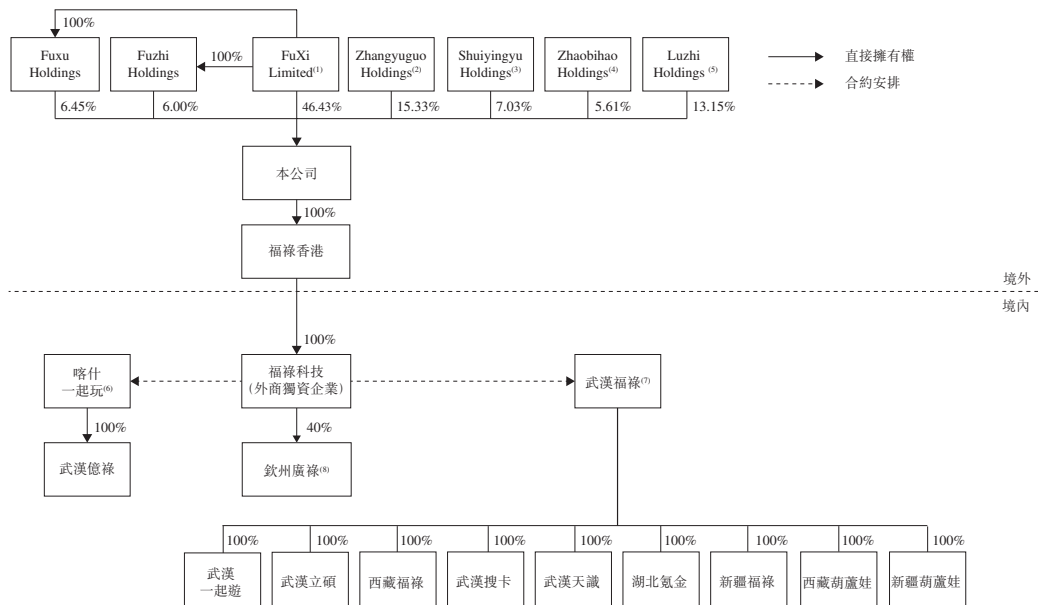 100%
Fuxu
Holdings
Fuzhi
Holdings
100%
FuXi
Limited(1)
Zhangyuguo
Holdings(2)
Shuiyingyu
Holdings(3)
Zhaobihao
Holdings(4)
Luzhi
Holdings (5)
直接擁有權
合約安排
6.45%
6.00%
46.43%
15.33%
7.03%
5.61%
13.15%
本公司
100%
福祿香港
境外
境內
100%
喀什
一起玩(6)
福祿科技
(外商獨資企業)
武漢福祿(7)
100%
40%
武漢億祿
欽州廣祿(8)
100%
100%
100%
100%
100%
100%
100%
100%
100%
武漢
一起遊
武漢立碩
西藏福祿
武漢搜卡
武漢天識
湖北氪金
新疆福祿
西藏葫蘆娃
新疆葫蘆娃